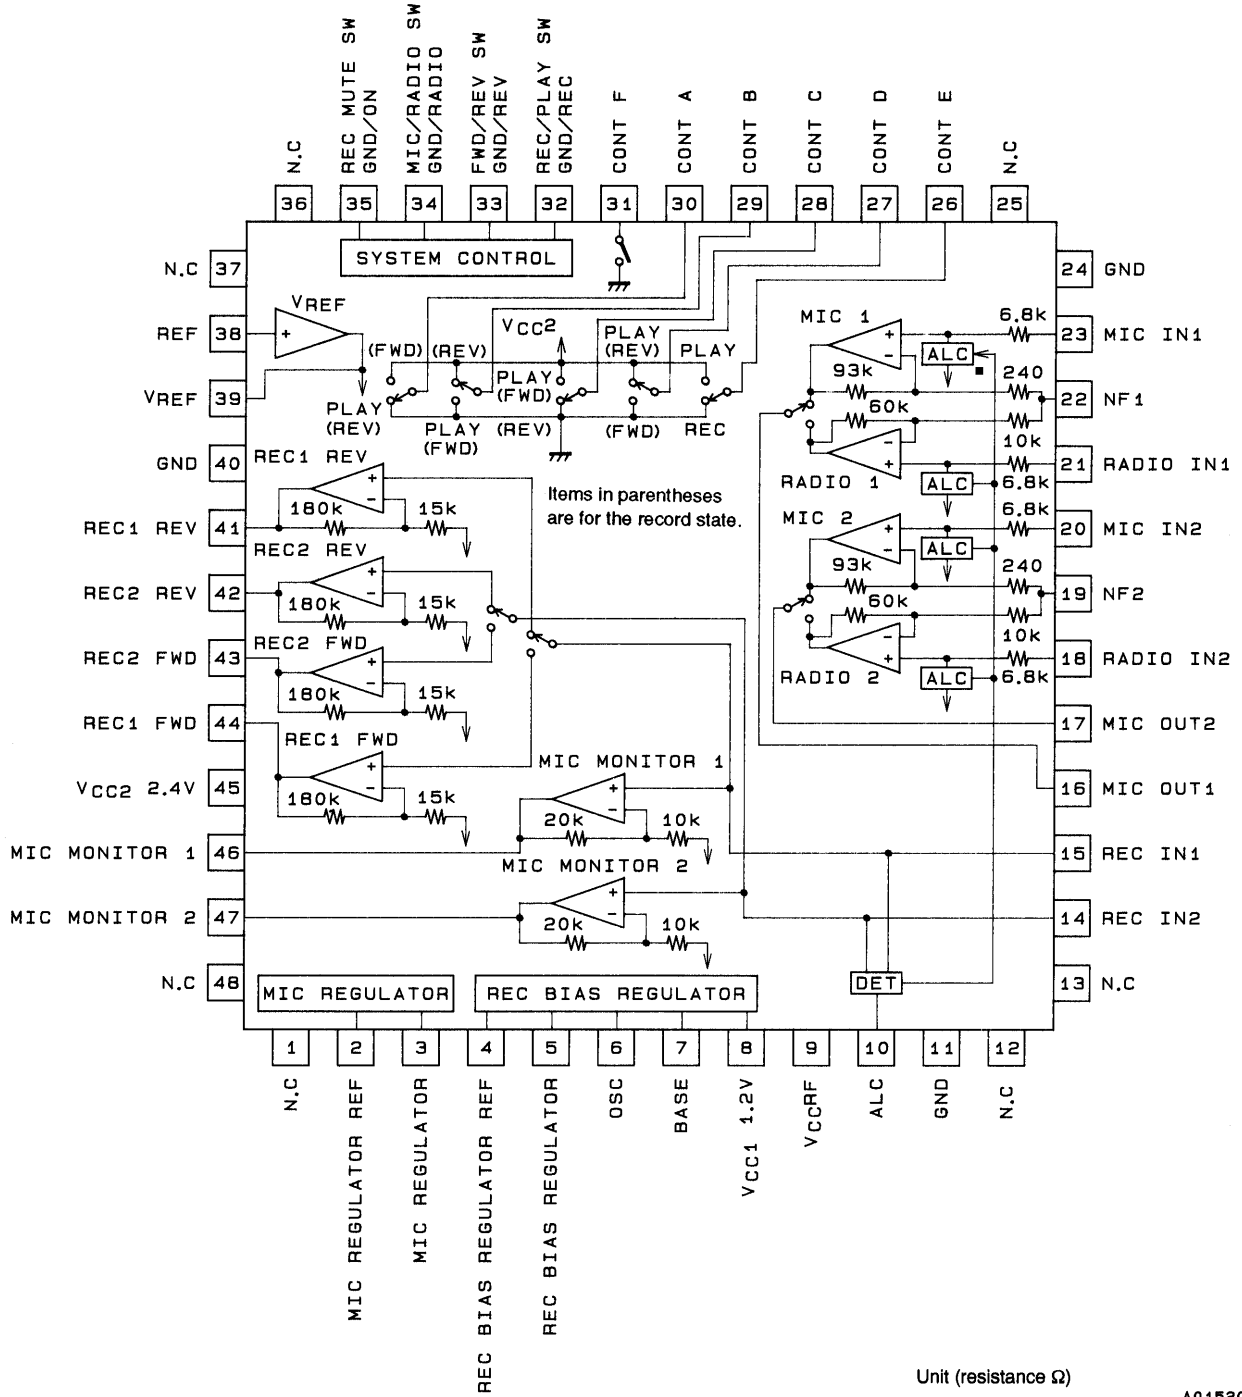 N.C
REC MUTE SW
GND/ON
MIC/RADIO SW
GND/RADIO
FWD/REV SW
GND/REV
REC/PLAY SW
GND/REC
CONT F
CONT A
CONT B
CONT C
CONT D
CONT E
N.C
36
35
34
33
32
31
30
29
28
27
26
25
SYSTEM CONTROL
N.C 37
24 GND
VREF
REF 38
VREF 39
(FWD)
(REV)
VCC2
PLAY
(REV)
PLAY
PLAY
(FWD)
PLAY
(REV)
PLAY
(FWD)
(REV)
(FWD)
REC
MIC 1
6.8k
23 MIC IN1
ALC
93k
240
22 NF1
60k
10k
21 RADIO IN1
RADIO 1
ALC
6.8k
GND 40
REC1 REV
180k
15k
REC1 REV 41
Items in parentheses
are for the record state.
MIC 2
6.8k
20 MIC IN2
ALC
93k
240
19 NF2
60k
10k
18 RADIO IN2
RADIO 2
ALC
6.8k
REC2 REV
REC2 REV 42
180k
15k
REC2 FWD 43
REC2 FWD
180k
15k
REC1 FWD 44
REC1 FWD
180k
15k
17 MIC OUT2
VCC2 2.4V 45
16 MIC OUT1
MIC MONITOR 1
20k
10k
MIC MONITOR 1 46
15 REC IN1
MIC MONITOR 2
MIC MONITOR 2 47
20k
10k
14 REC IN2
N.C 48
MIC REGULATOR
REC BIAS REGULATOR
DET
13 N.C
1
2
3
4
5
6
7
8
9
10
11
12
N.C
MIC REGULATOR REF
MIC REGULATOR
REC BIAS REGULATOR REF
REC BIAS REGULATOR
OSC
BASE
VCC1 1.2V
VCCRF
ALC
GND
N.C
Unit (resistance Ω)